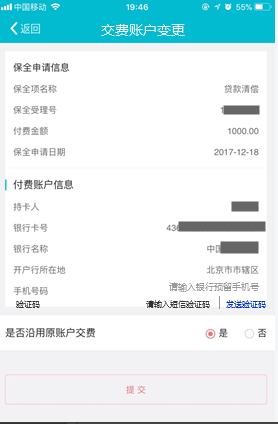 中国移动 19:46 55%
返回 交费账户变更
保全申请信息
保全项名称 贷款清偿
保全受理号 1
付费金额 1000.00
保全申请日期 2017-12-18
付费账户信息
持卡人
银行卡号 436
银行名称 中国
开户行所在地 北京市市辖区
手机号码 请输入银行预留手机号
验证码 请输入短信验证码 发送验证码
是否沿用原账户交费 是 否
提交